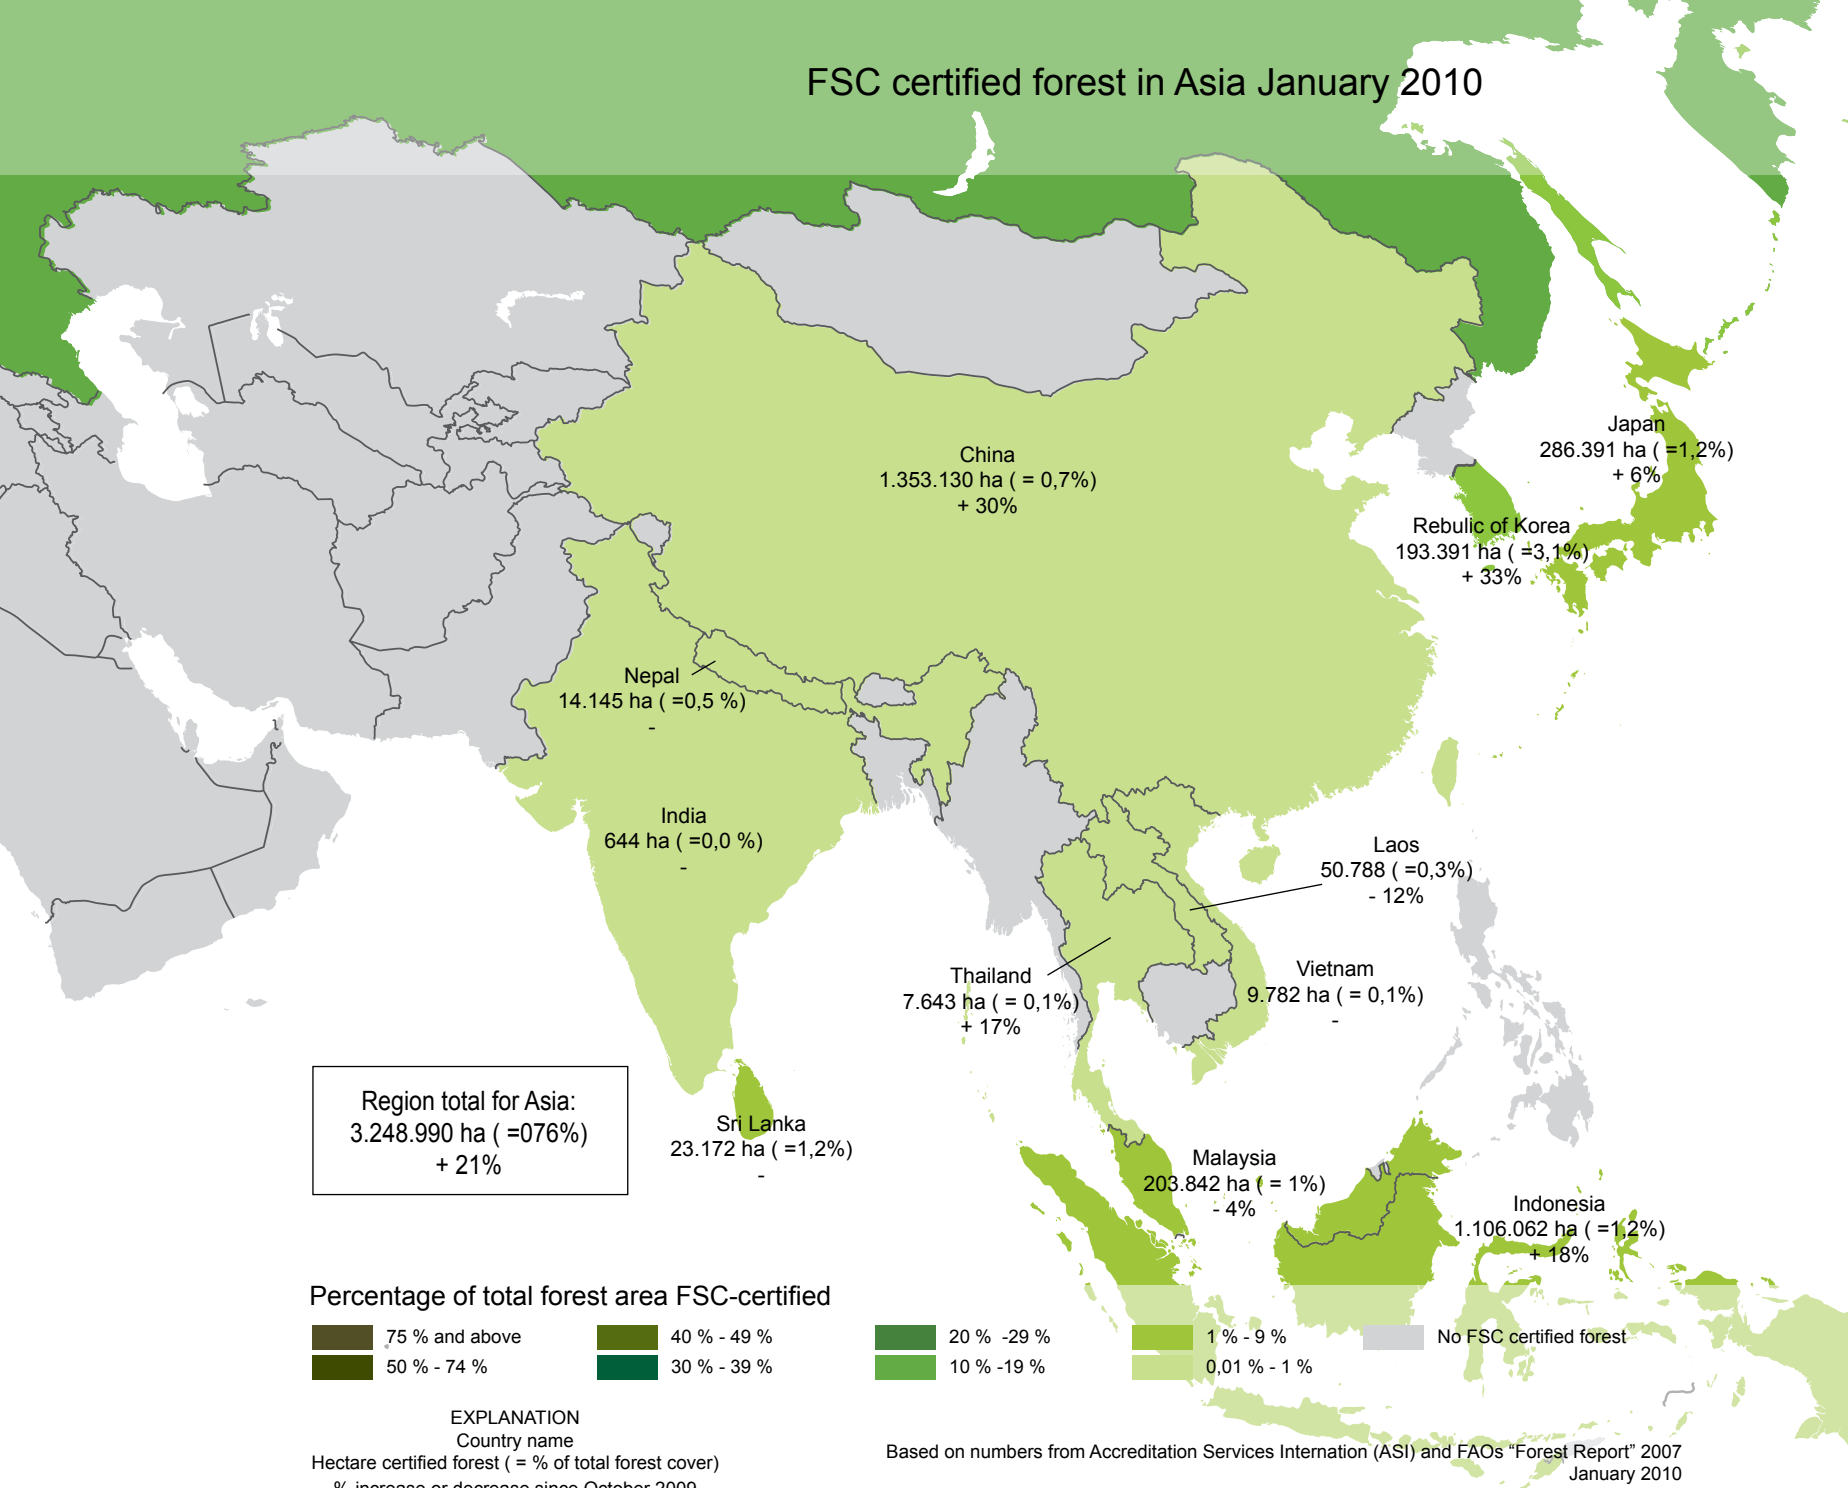 FSC certified forest in Asia January 2010
Japan
286.391 ha ( =1,2%)
+ 6%
China
1.353.130 ha ( = 0,7%)
+ 30%
Rebulic of Korea
193.391 ha ( =3,1%)
+ 33%
Nepal
14.145 ha ( =0,5 %)
-
India
644 ha ( =0,0 %)
-
Laos
50.788 ( =0,3%)
- 12%
Thailand
7.643 ha ( = 0,1%)
+ 17%
Vietnam
9.782 ha ( = 0,1%)
-
Region total for Asia:
3.248.990 ha ( =076%)
+ 21%
Sri Lanka
23.172 ha ( =1,2%)
-
Malaysia
203.842 ha ( = 1%)
- 4%
Indonesia
1.106.062 ha ( =1,2%)
+ 18%
Percentage of total forest area FSC-certified
75 % and above
50 % - 74 %
40 % - 49 %
30 % - 39 %
20 % -29 %
10 % -19 %
1 % - 9 %
0,01 % - 1 %
No FSC certified forest
EXPLANATION
Country name
Hectare certified forest ( = % of total forest cover)
% increase or decrease since October 2009
Based on numbers from Accreditation Services Internation (ASI) and FAOs “Forest Report” 2007
January 2010